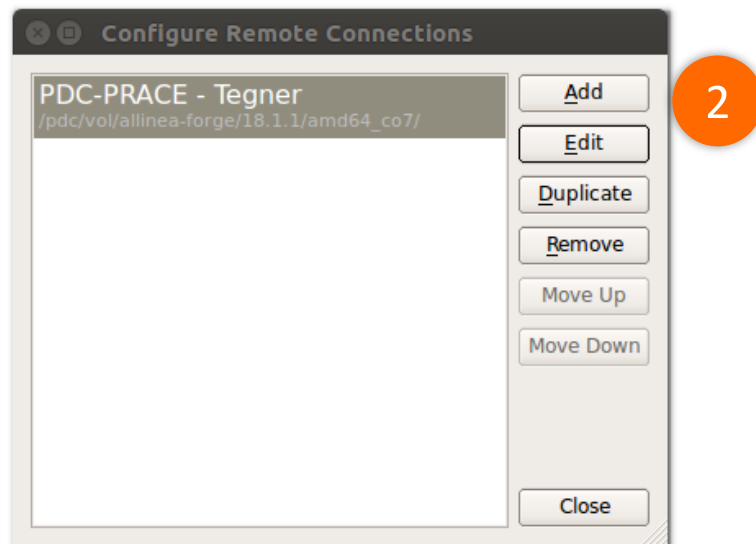 Configure Remote Connections
PDC-PRACE - Tegner
/pdc/vol/allinea-forge/18.1.1/amd64_co7/
Add
2
Edit
Duplicate
Remove
Move Up
Move Down
Close